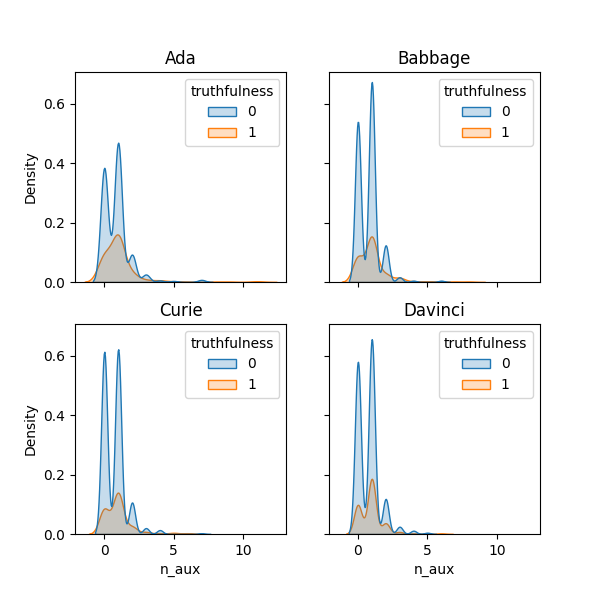 Ada
Babbage
truthfulness
0
1
truthfulness
0
1
Density
0.6
0.4
0.2
0.0
Curie
Davinci
truthfulness
0
1
truthfulness
0
1
Density
0.6
0.4
0.2
0.0
0
5
10
0
5
10
n_aux
n_aux